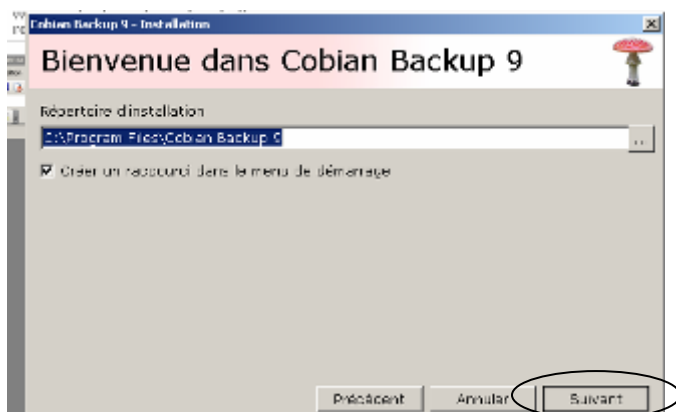 Cobian Backup 9 - Installation
Bienvenue dans Cobian Backup 9
Répertoire d'installation
C:\Program Files\Cobian Backup 9
...
Créer un raccourci dans le menu de démarrage
Précédent
Annuler
Suivant